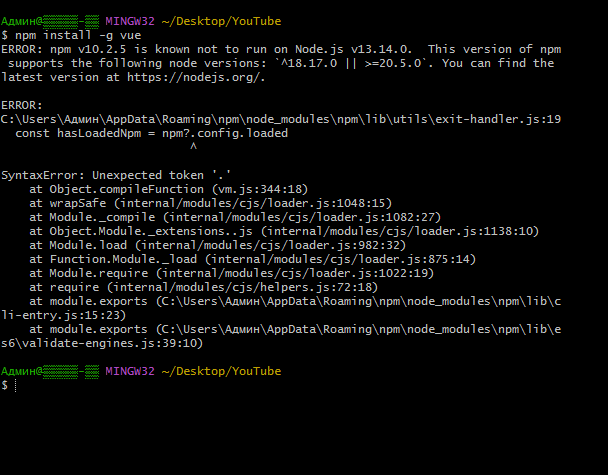 Админ@▒▒▒▒▒-▒▒ MINGW32 ~/Desktop/YouTube
$ npm install -g vue
ERROR: npm v10.2.5 is known not to run on Node.js v13.14.0.  This version of npm
 supports the following node versions: `^18.17.0 || >=20.5.0`. You can find the
latest version at https://nodejs.org/.

ERROR:
C:\Users\Админ\AppData\Roaming\npm\node_modules\npm\lib\utils\exit-handler.js:19
  const hasLoadedNpm = npm?.config.loaded
                           ^

SyntaxError: Unexpected token '.'
    at Object.compileFunction (vm.js:344:18)
    at wrapSafe (internal/modules/cjs/loader.js:1048:15)
    at Module._compile (internal/modules/cjs/loader.js:1082:27)
    at Object.Module._extensions..js (internal/modules/cjs/loader.js:1138:10)
    at Module.load (internal/modules/cjs/loader.js:982:32)
    at Function.Module._load (internal/modules/cjs/loader.js:875:14)
    at Module.require (internal/modules/cjs/loader.js:1022:19)
    at require (internal/modules/cjs/helpers.js:72:18)
    at module.exports (C:\Users\Админ\AppData\Roaming\npm\node_modules\npm\lib\c
li-entry.js:15:23)
    at module.exports (C:\Users\Админ\AppData\Roaming\npm\node_modules\npm\lib\e
s6\validate-engines.js:39:10)

Админ@▒▒▒▒▒-▒▒ MINGW32 ~/Desktop/YouTube
$